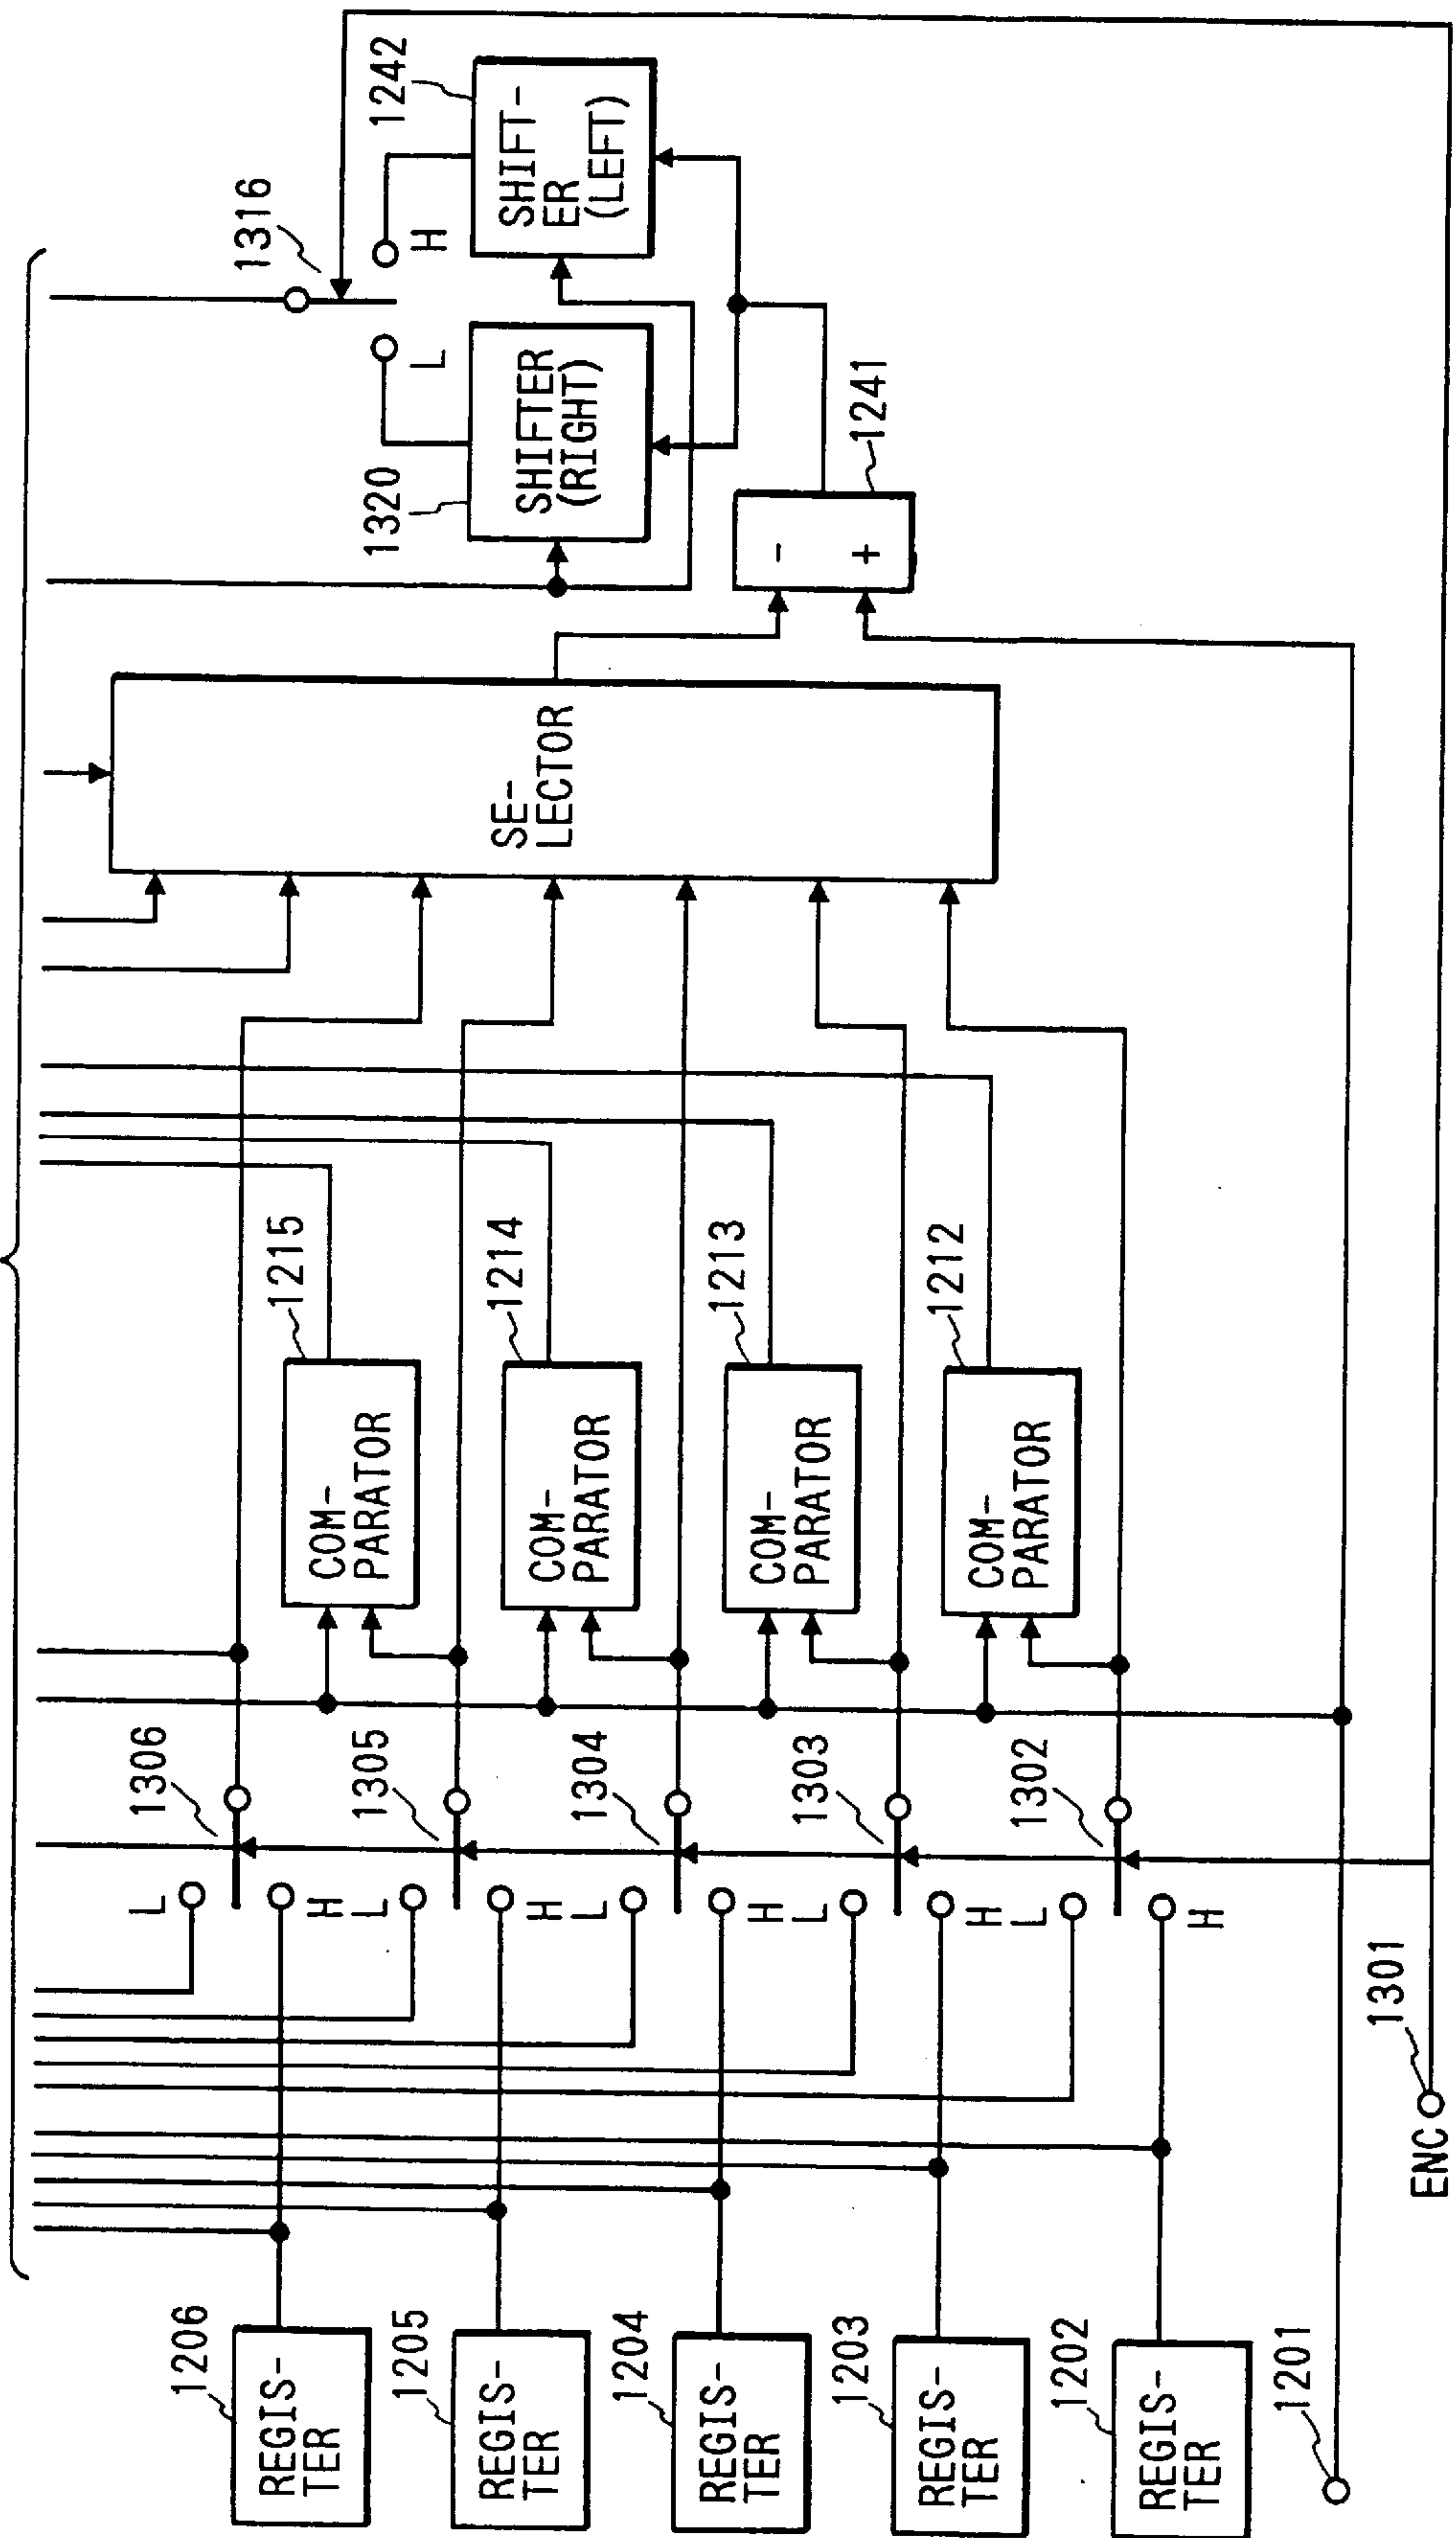 1206
REGIS-
TER
1205
REGIS-
TER
1204
REGIS-
TER
1203
REGIS-
TER
1202
REGIS-
TER
1201
ENC
1301
L
1306
H
L
1305
H
L
1304
H
L
1303
H
L
1302
H
1215
COM-
PARATOR
1214
COM-
PARATOR
1213
COM-
PARATOR
1212
COM-
PARATOR
SE-
LECTOR
-
+
1241
1320
SHIFTER
(RIGHT)
L
1316
H
1242
SHIFT-
ER
(LEFT)